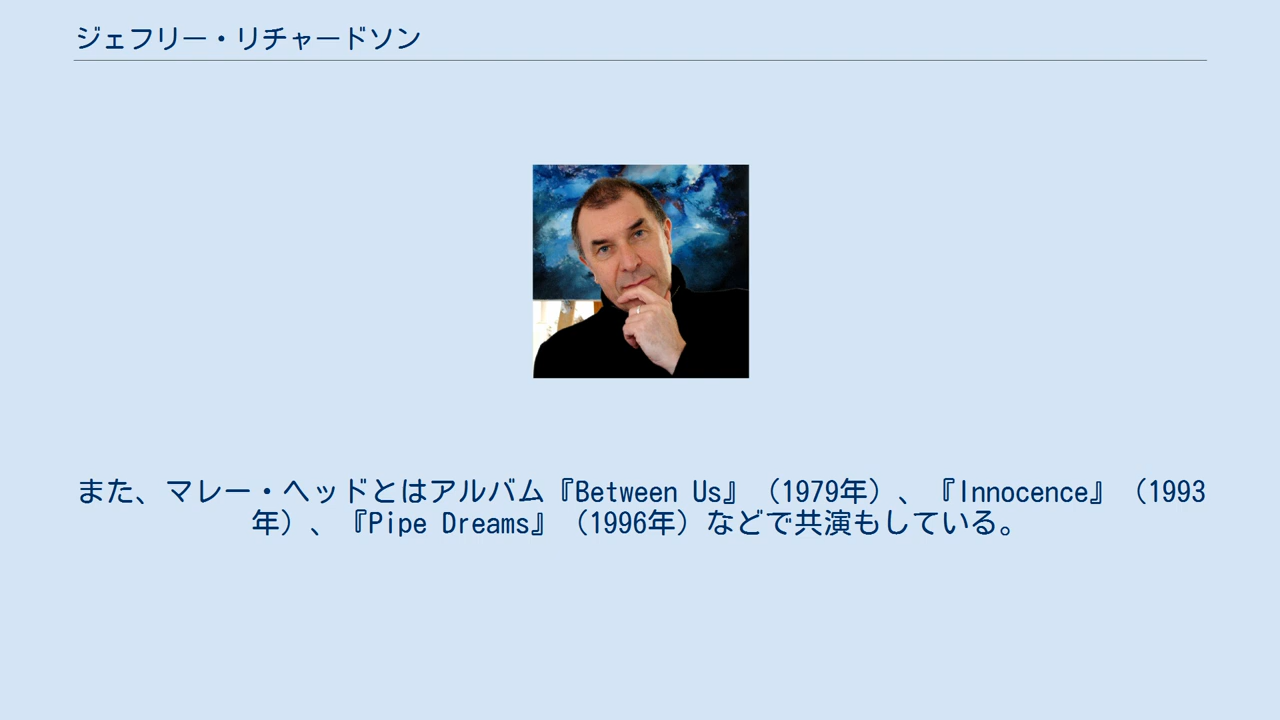 ジェフリー・リチャードソン
また、マレー・ヘッドとはアルバム『Between Us』（1979年）、『Innocence』（1993
年）、『Pipe Dreams』（1996年）などで共演もしている。